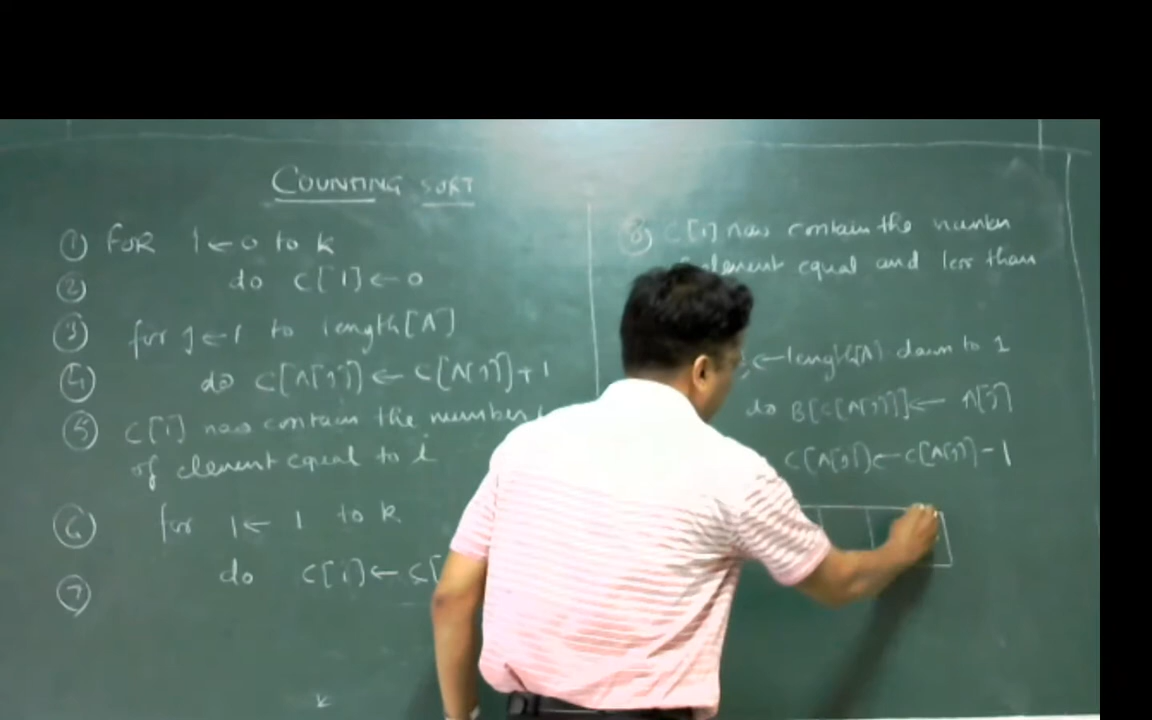 COUNTING SORT
① FOR i ← 0 to k
② do C[i] ← 0
③ for j ← 1 to length[A]
④ do C[A[j]] ← C[A[j]] + 1
⑤ C[i] now contain the number
of element equal to i
⑥ for i ← 1 to k
⑦ do C[i] ← C[
k
⑧ C[i] now contain the number
element equal and less than
← length[A] down to 1
do B[C[A[j]]] ← A[j]
C[A[j]] ← C[A[j]] - 1